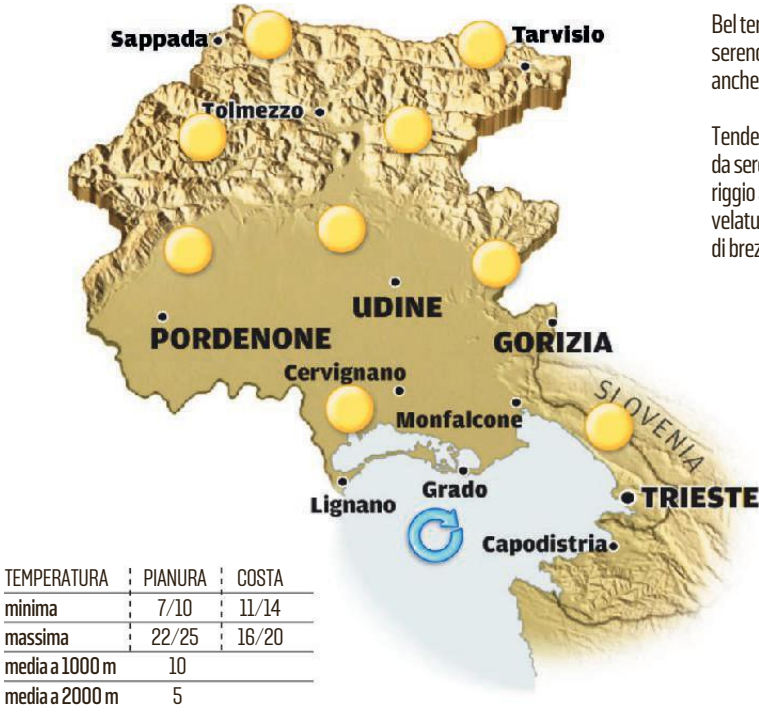 Sappada
Tarvisio
Tolmezzo
UDINE
PORDENONE
GORIZIA
Cervignano
Monfalcone
SLOVENIA
Lignano
Grado
TRIESTE
Capodistria
Bel
seren
anche
Tende
da ser
riggio
velatu
di brez
TEMPERATURA PIANURA COSTA
minima 7/10 11/14
massima 22/25 16/20
media a 1000 m 10
media a 2000 m 5